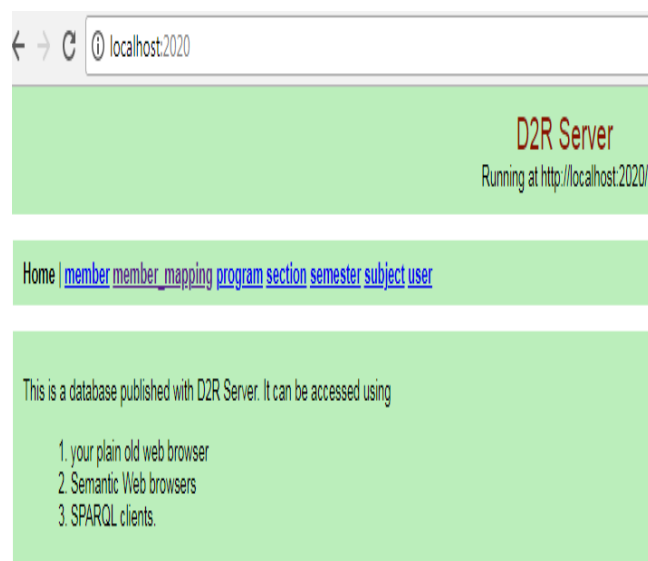 localhost:2020
D2R Server
Running at http://localhost:2020/
Home | member member_mapping program section semester subject user
This is a database published with D2R Server. It can be accessed using
1. your plain old web browser
2. Semantic Web browsers
3. SPARQL clients.